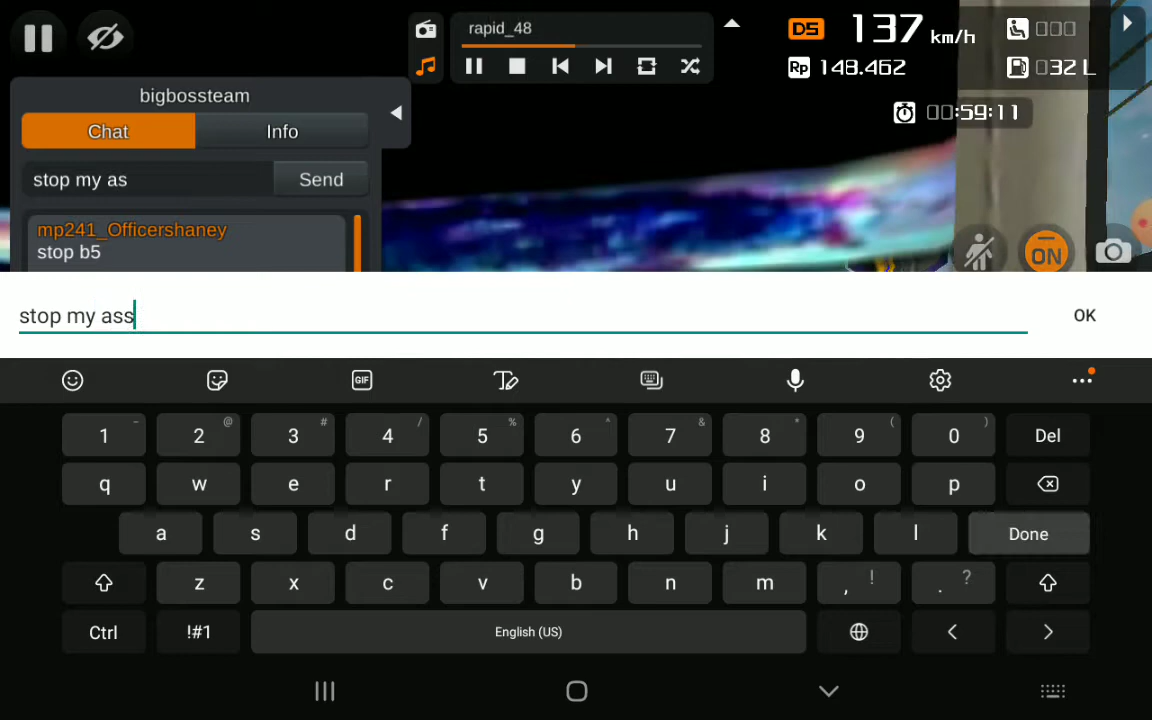 rapid_48
D5 137 km/h
Rp 148.462
032 L
00:59:11
bigbossteam
Chat Info
stop my as Send
mp241_Officershaney
stop b5
ON
stop my ass OK
GIF
1 - 2 @ 3 # 4 / 5 % 6 ^ 7 & 8 * 9 ( 0 ) Del
q w e r t y u i o p
a s d f g h j k l Done
z x c v b n m , ! . ?
Ctrl !#1 English (US) < >